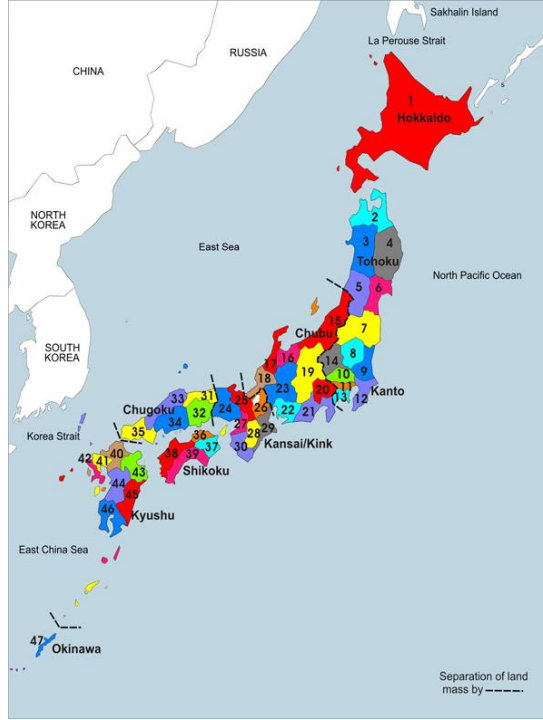 Sakhalin Island
La Perouse Strait
RUSSIA
CHINA
s
1
Hokkaido
NORTH
KOREA
2
3
4
East Sea
Tohoku
North Pacific Ocean
5
6
15
7
SOUTH
KOREA
Chubu
17
16
14
8
18
19
10
9
23
11
33
31
24
25
26
20
13
12
Kanto
Chugoku
32
22
21
34
27
Korea Strait
35
36
28
29
Kansai/Kink
42
41
40
38
39
37
30
43
Shikoku
44
45
46
Kyushu
East China Sea
47
Okinawa
Separation of land
mass by